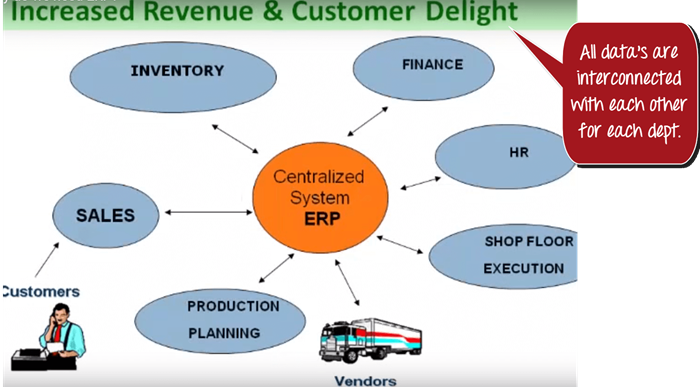 Increased Revenue & Customer Delight
All data's are
interconnected
with each other
for each dept.
INVENTORY
FINANCE
HR
Centralized
System
ERP
SALES
SHOP FLOOR
EXECUTION
Customers
PRODUCTION
PLANNING
Vendors